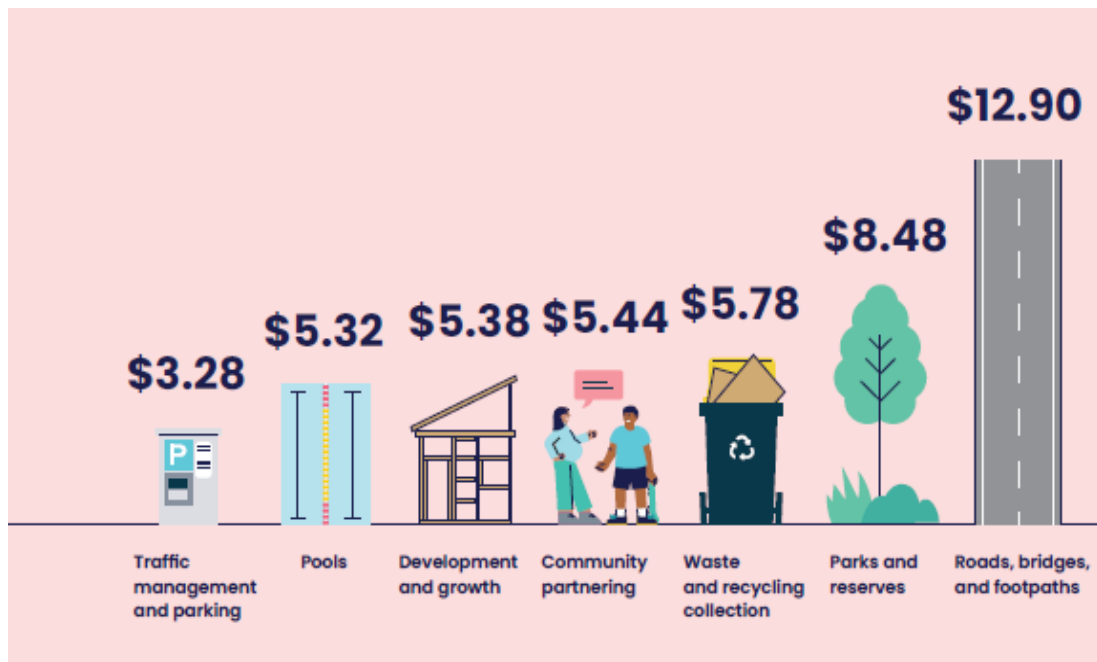 $12.90
$8.48
$5.78
$5.44
$5.38
$5.32
$3.28
P
Traffic
management
and parking
Pools
Development
and growth
Community
partnering
Waste
and recycling
collection
Parks and
reserves
Roads, bridges,
and footpaths